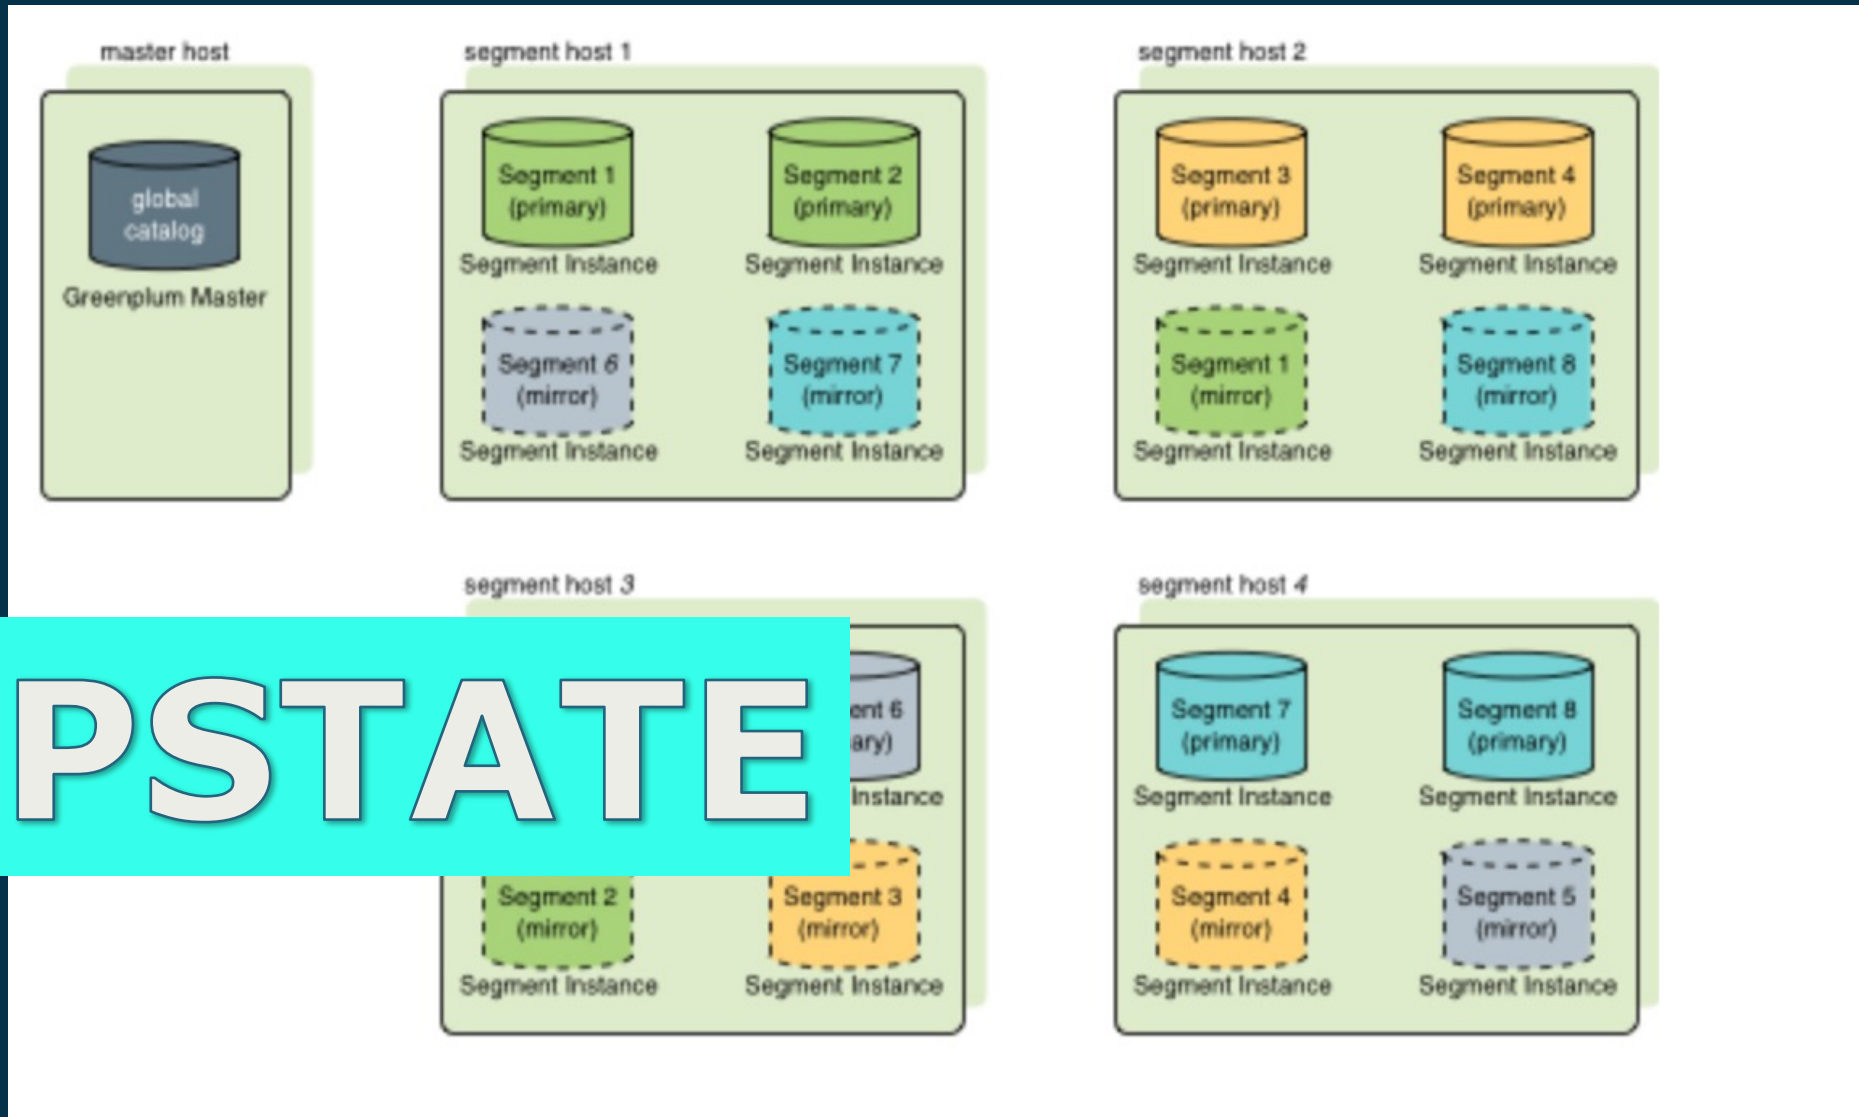 master host
global
catalog
Greenplum Master
segment host 1
Segment 1
(primary)
Segment Instance
Segment 2
(primary)
Segment Instance
Segment 6
(mirror)
Segment Instance
Segment 7
(mirror)
Segment Instance
segment host 2
Segment 3
(primary)
Segment Instance
Segment 4
(primary)
Segment Instance
Segment 1
(mirror)
Segment Instance
Segment 8
(mirror)
Segment Instance
segment host 3
PSTATE
ent 6
ary)
Instance
Segment 2
(mirror)
Segment Instance
Segment 3
(mirror)
Segment Instance
segment host 4
Segment 7
(primary)
Segment Instance
Segment 8
(primary)
Segment Instance
Segment 4
(mirror)
Segment Instance
Segment 5
(mirror)
Segment Instance